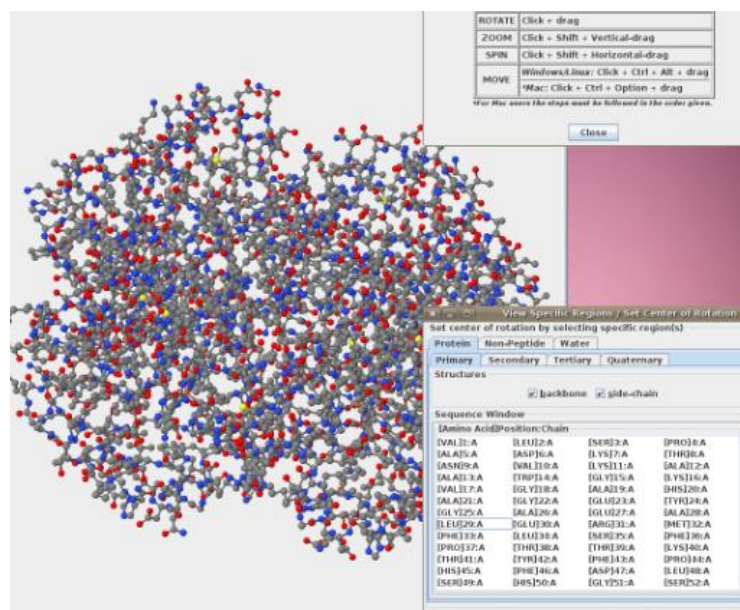 ROTATE Click + drag
ZOOM Click + Shift + Vertical-drag
SPIN Click + Shift + Horizontal-drag
MOVE Windows/Linux: Click + Ctrl + Alt + drag
*Mac: Click + Ctrl + Option + drag
*For Mac users the steps must be followed in the order given.
Close
View Specific Regions / Set Center of Rotation
Set center of rotation by selecting specific region(s)
Protein Non-Peptide Water
Primary Secondary Tertiary Quaternary
Structures
backbone side-chain
Sequence Window
[Amino Acid]Position:Chain
[VAL]1:A [LEU]2:A [SER]3:A [PRO]4:A
[ALA]5:A [ASP]6:A [LYS]7:A [THR]8:A
[ASN]9:A [VAL]10:A [LYS]11:A [ALA]12:A
[ALA]13:A [TRP]14:A [GLY]15:A [LYS]16:A
[VAL]17:A [GLY]18:A [ALA]19:A [HIS]20:A
[ALA]21:A [GLY]22:A [GLU]23:A [TYR]24:A
[GLY]25:A [ALA]26:A [GLU]27:A [ALA]28:A
[LEU]29:A [GLU]30:A [ARG]31:A [MET]32:A
[PHE]33:A [LEU]34:A [SER]35:A [PHE]36:A
[PRO]37:A [THR]38:A [THR]39:A [LYS]40:A
[THR]41:A [TYR]42:A [PHE]43:A [PRO]44:A
[HIS]45:A [PHE]46:A [ASP]47:A [LEU]48:A
[SER]49:A [HIS]50:A [GLY]51:A [SER]52:A